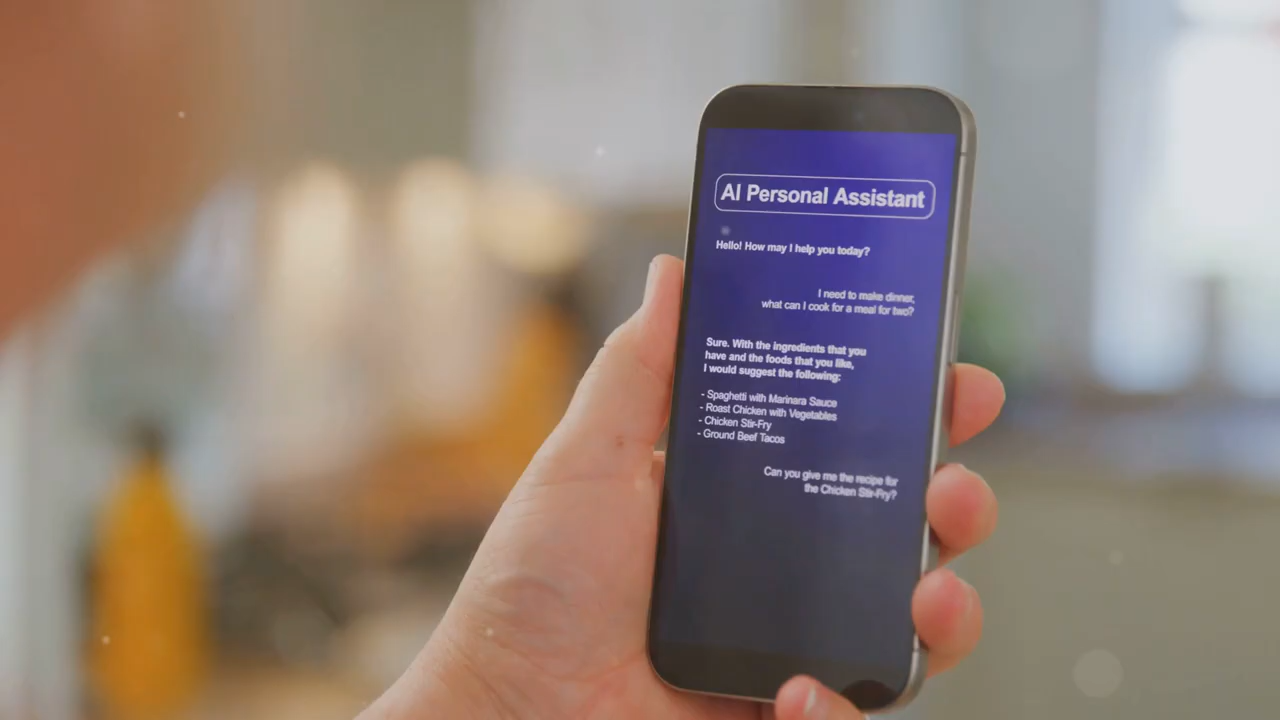 AI Personal Assistant
Hello! How may I help you today?
I need to make dinner,
what can I cook for a meal for two?
Sure. With the ingredients that you
have and the foods that you like,
I would suggest the following:
- Spaghetti with Marinara Sauce
- Roast Chicken with Vegetables
- Chicken Stir-Fry
- Ground Beef Tacos
Can you give me the recipe for
the Chicken Stir-Fry?